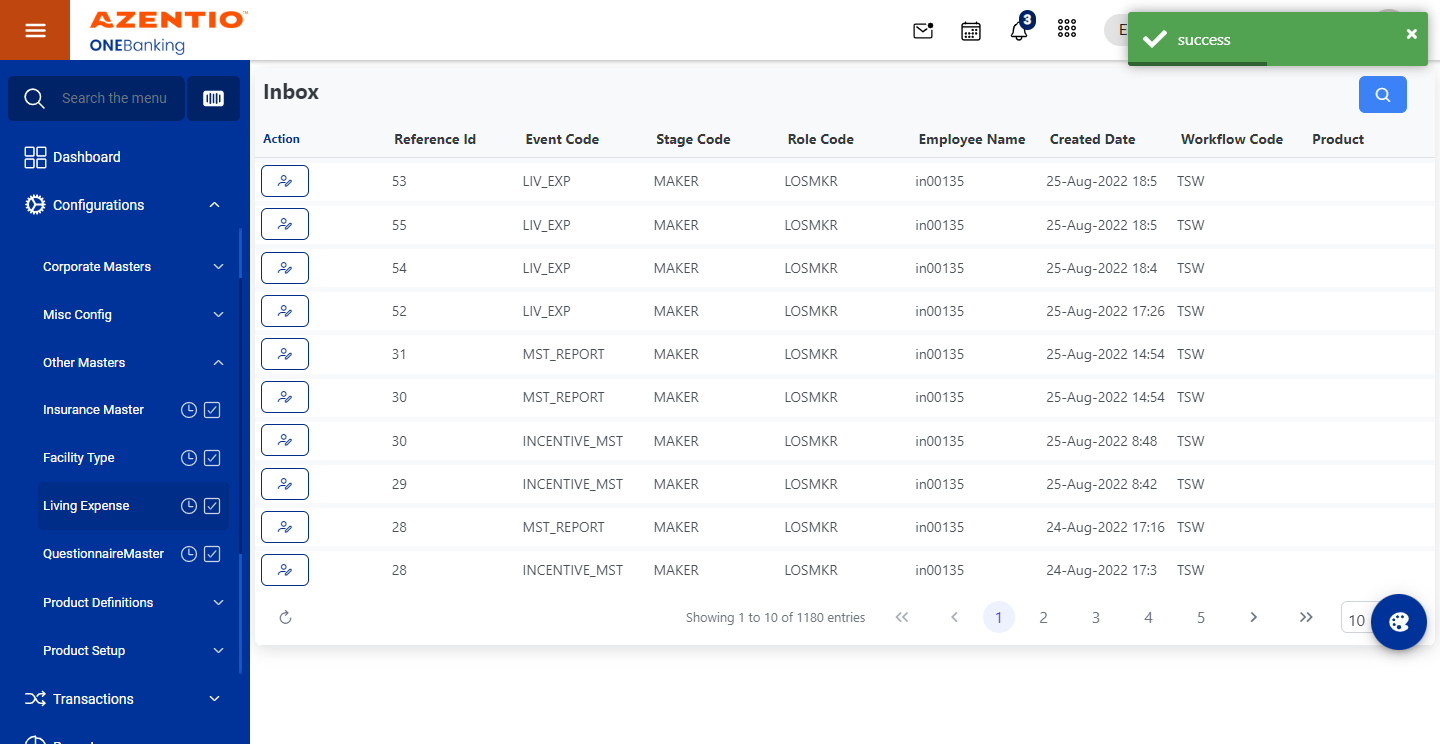 AZENTIO™
ONEBanking
3
E
success
Search the menu
Dashboard
Configurations
Corporate Masters
Misc Config
Other Masters
Insurance Master
Facility Type
Living Expense
QuestionnaireMaster
Product Definitions
Product Setup
Transactions
Inbox
Action Reference Id Event Code Stage Code Role Code Employee Name Created Date Workflow Code Product
53 LIV_EXP MAKER LOSMKR in00135 25-Aug-2022 18:5 TSW
55 LIV_EXP MAKER LOSMKR in00135 25-Aug-2022 18:5 TSW
54 LIV_EXP MAKER LOSMKR in00135 25-Aug-2022 18:4 TSW
52 LIV_EXP MAKER LOSMKR in00135 25-Aug-2022 17:26 TSW
31 MST_REPORT MAKER LOSMKR in00135 25-Aug-2022 14:54 TSW
30 MST_REPORT MAKER LOSMKR in00135 25-Aug-2022 14:54 TSW
30 INCENTIVE_MST MAKER LOSMKR in00135 25-Aug-2022 8:48 TSW
29 INCENTIVE_MST MAKER LOSMKR in00135 25-Aug-2022 8:42 TSW
28 MST_REPORT MAKER LOSMKR in00135 24-Aug-2022 17:16 TSW
28 INCENTIVE_MST MAKER LOSMKR in00135 24-Aug-2022 17:3 TSW
Showing 1 to 10 of 1180 entries 1 2 3 4 5 10